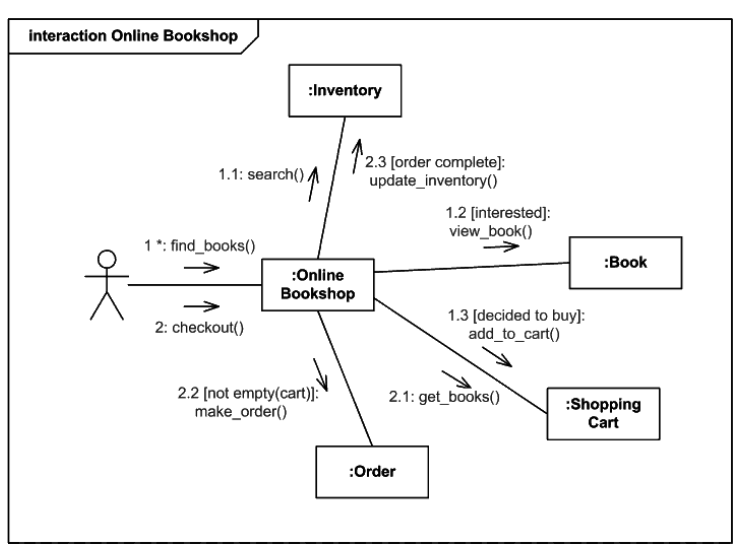 interaction Online Bookshop
:Inventory
1.1: search()
2.3 [order complete]:
update_inventory()
1.2 [interested]:
view_book()
1 *: find_books()
:Online
Bookshop
:Book
2: checkout()
1.3 [decided to buy]:
add_to_cart()
2.2 [not empty(cart)]:
make_order()
2.1: get_books()
:Shopping
Cart
:Order